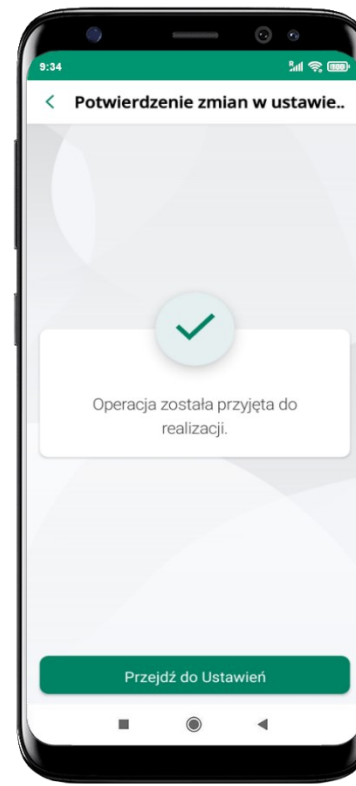 9:34
Potwierdzenie zmian w ustawie..
Operacja została przyjęta do
realizacji.
Przejdź do Ustawień